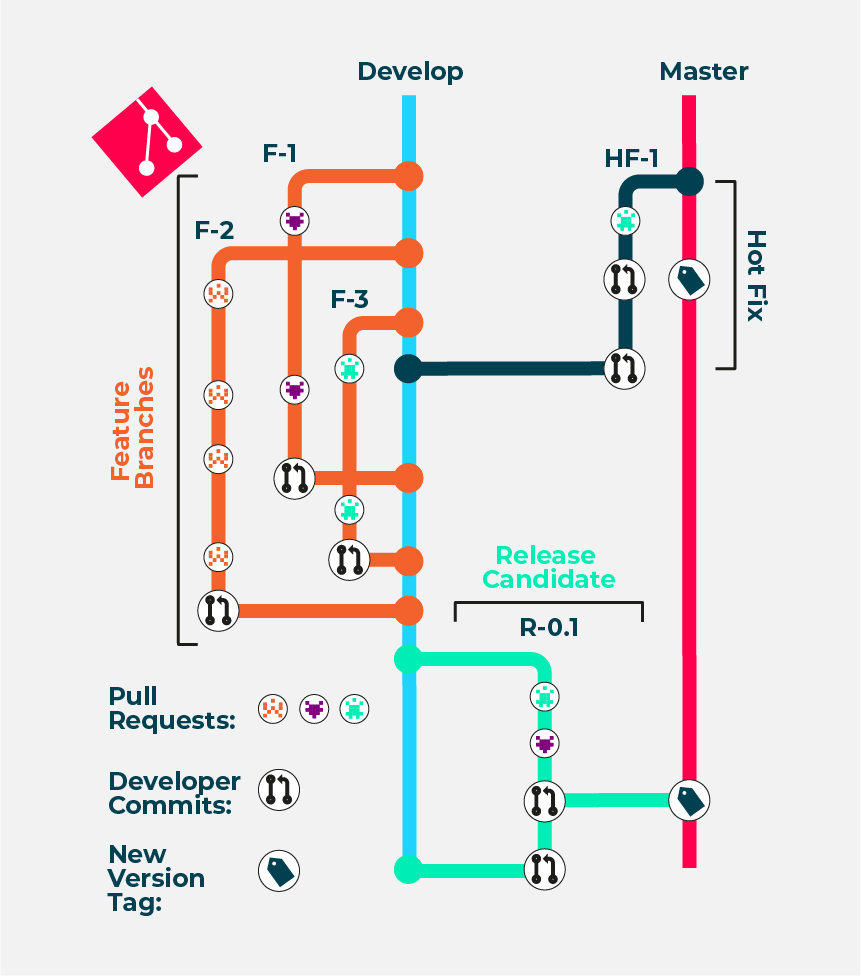 Develop
Master
F-1
HF-1
F-2
F-3
Hot Fix
Feature
Branches
Release
Candidate
R-0.1
Pull
Requests:
Developer
Commits:
New
Version
Tag: